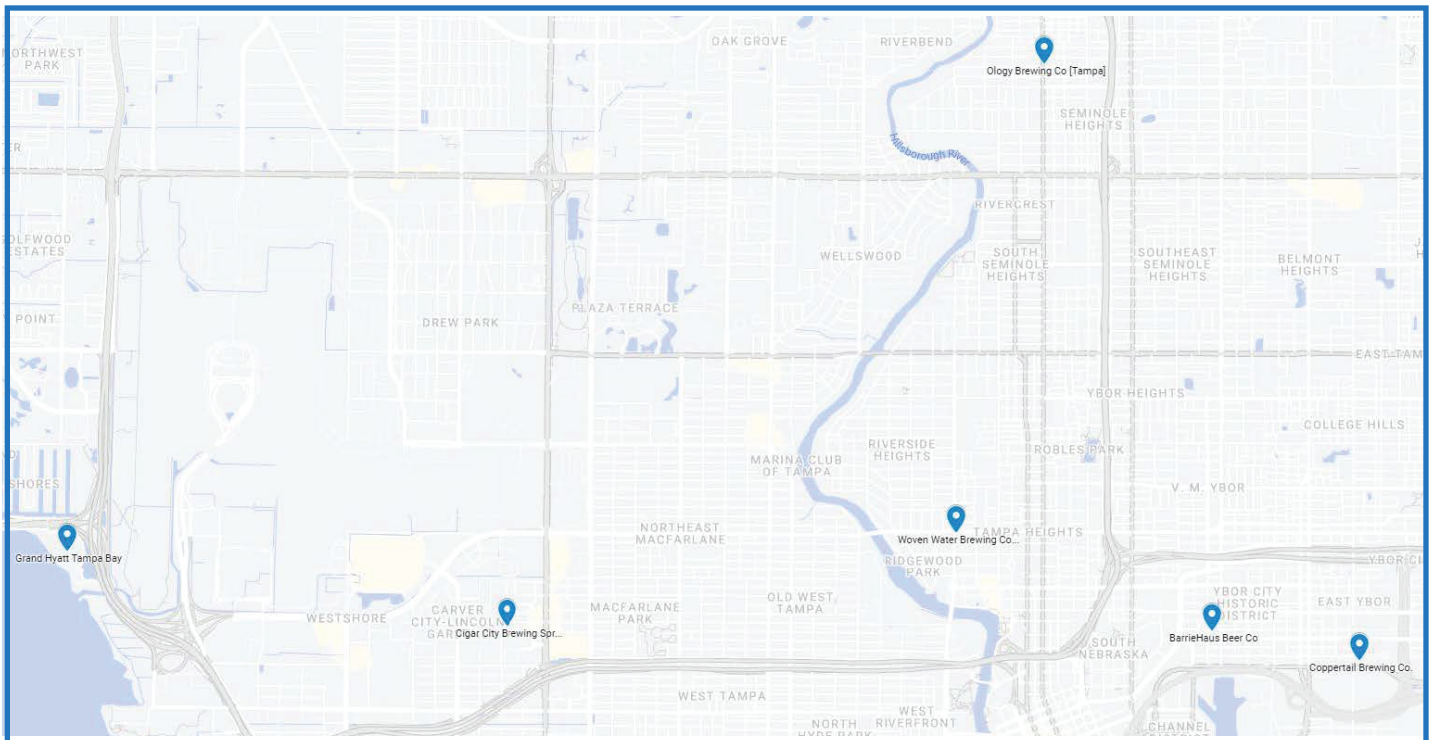 OAK GROVE
RIVERBEND
NORTHWEST
PARK
Ology Brewing Co [Tampa]
SEMINOLE
HEIGHTS
Hillsborough River
RIVERCREST
WELLSWOOD
SOUTH
SEMINOLE
HEIGHTS
SOUTHEAST
SEMINOLE
HEIGHTS
BELMONT
HEIGHTS
GOLFWOOD
ESTATES
POINT
DREW PARK
PLAZA TERRACE
EAST TAM
YBOR HEIGHTS
COLLEGE HILLS
RIVERSIDE
HEIGHTS
ROBLES PARK
MARINA CLUB
OF TAMPA
SHORES
V. M. YBOR
NORTHEAST
MACFARLANE
TAMPA HEIGHTS
Woven Water Brewing Co...
Grand Hyatt Tampa Bay
RIDGEWOOD
PARK
YBOR CI
YBOR CITY
HISTORIC
DISTRICT
EAST YBOR
OLD WEST
TAMPA
MACFARLANE
PARK
WESTSHORE
CARVER
CITY-LINCOLN
GAR
Cigar City Brewing Spr...
BarrieHaus Beer Co
SOUTH
NEBRASKA
Coppertail Brewing Co.
WEST TAMPA
WEST
RIVERFRONT
NORTH
HYDE PARK
CHANNEL
DISTRICT